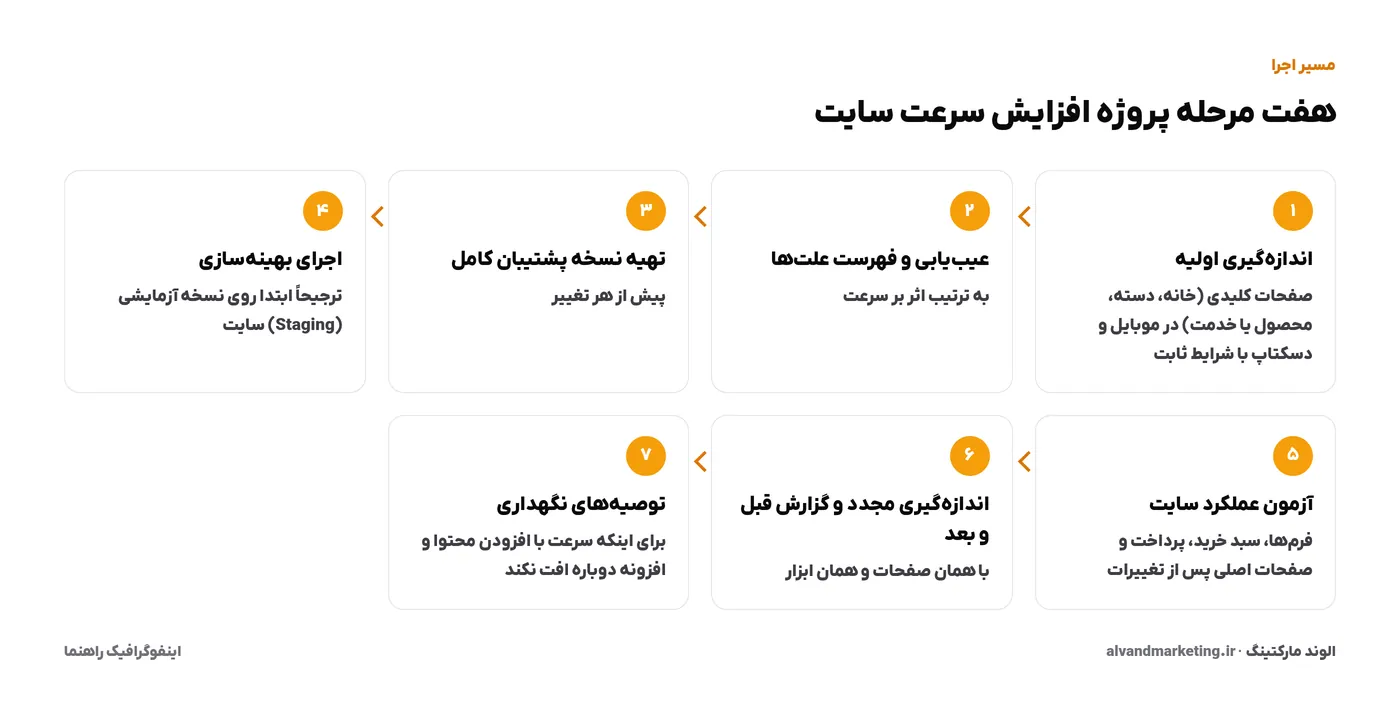 مسیر اجرا
هفت مرحله پروژه افزایش سرعت سایت
۱
اندازه‌گیری اولیه
صفحات کلیدی (خانه، دسته،
محصول یا خدمت) در موبایل و
دسکتاپ با شرایط ثابت
۲
عیب‌یابی و فهرست علت‌ها
به ترتیب اثر بر سرعت
۳
تهیه نسخه پشتیبان کامل
پیش از هر تغییر
۴
اجرای بهینه‌سازی
ترجیحاً ابتدا روی نسخه آزمایشی
(Staging) سایت
۵
آزمون عملکرد سایت
فرم‌ها، سبد خرید، پرداخت و
صفحات اصلی پس از تغییرات
۶
اندازه‌گیری مجدد و گزارش قبل
و بعد
با همان صفحات و همان ابزار
۷
توصیه‌های نگهداری
برای اینکه سرعت با افزودن محتوا و
افزونه دوباره افت نکند
الوند مارکتینگ · alvandmarketing.ir
اینفوگرافیک راهنما